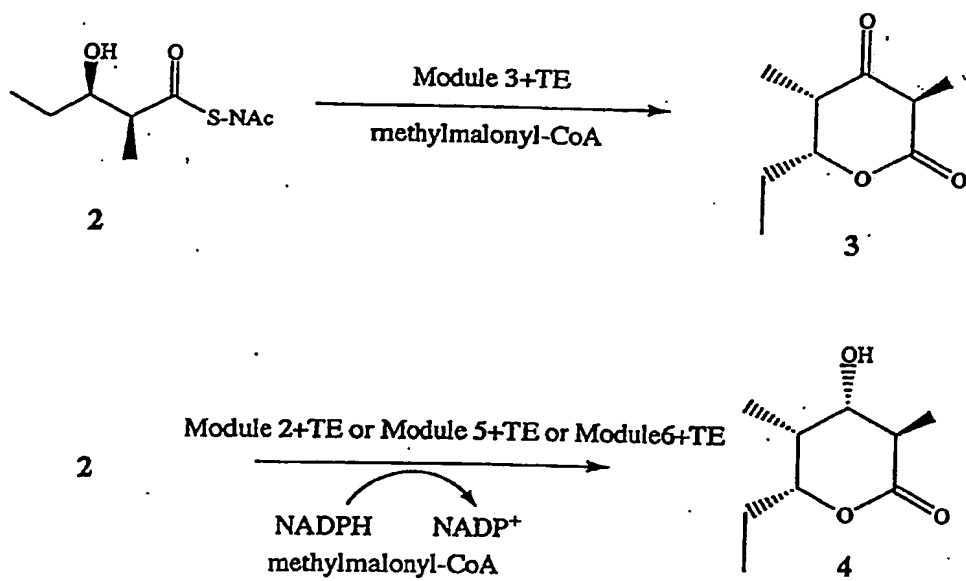 OH
O
S-NAc
2
Module 3+TE
methylmalonyl-CoA
O
O
O
3
2
Module 2+TE or Module 5+TE or Module6+TE
NADPH NADP+
methylmalonyl-CoA
OH
O
O
4